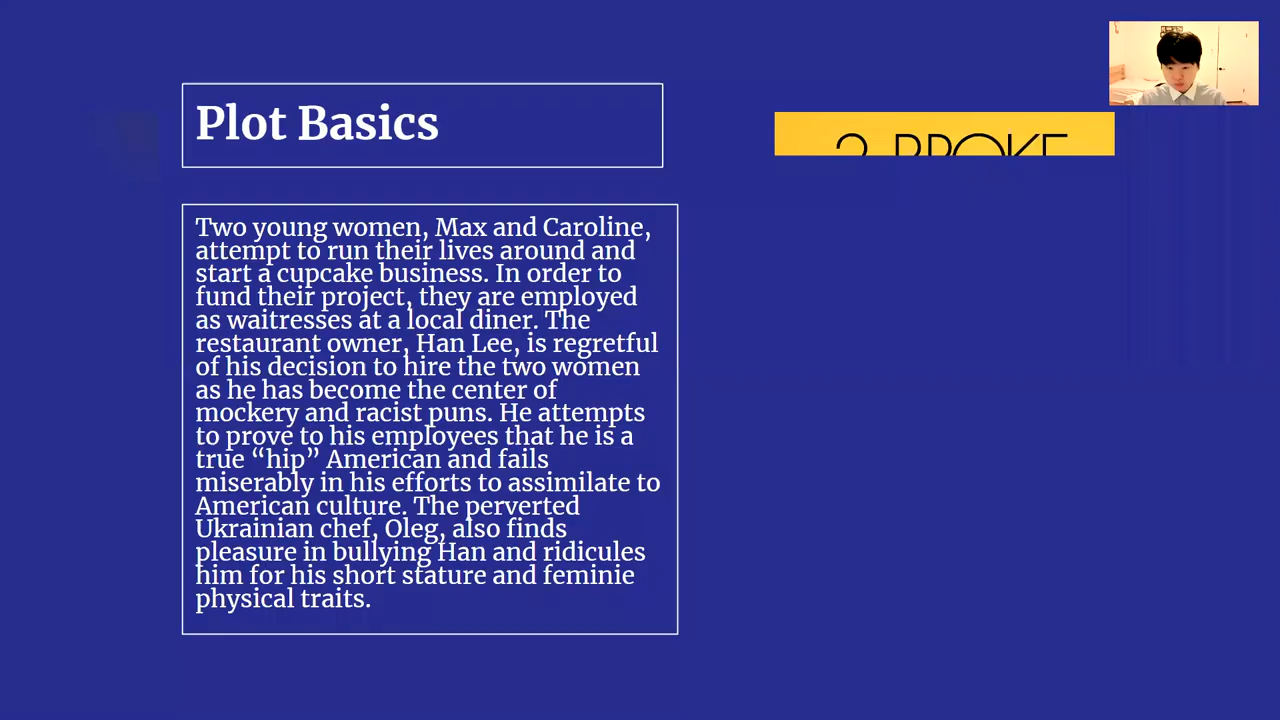 Plot Basics
2 BROKE
Two young women, Max and Caroline,
attempt to run their lives around and
start a cupcake business. In order to
fund their project, they are employed
as waitresses at a local diner. The
restaurant owner, Han Lee, is regretful
of his decision to hire the two women
as he has become the center of
mockery and racist puns. He attempts
to prove to his employees that he is a
true “hip” American and fails
miserably in his efforts to assimilate to
American culture. The perverted
Ukrainian chef, Oleg, also finds
pleasure in bullying Han and ridicules
him for his short stature and feminie
physical traits.